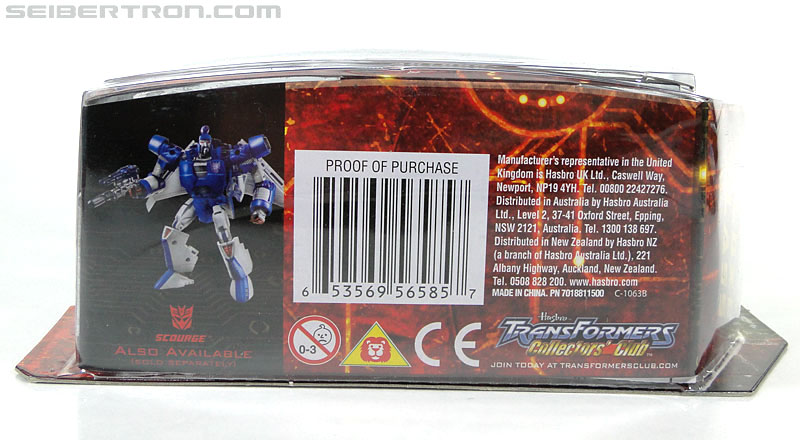 SEIBERTRON.COM
PROOF OF PURCHASE
6 53569 56585 7
Manufacturer's representative in the United
Kingdom is Hasbro UK Ltd., Caswell Way,
Newport, NP19 4YH. Tel. 00800 22427276.
Distributed in Australia by Hasbro Australia
Ltd., Level 2, 37-41 Oxford Street, Epping,
NSW 2121, Australia. Tel. 1300 138 697.
Distributed in New Zealand by Hasbro NZ
(a branch of Hasbro Australia Ltd.), 221
Albany Highway, Auckland, New Zealand.
Tel. 0508 828 200. www.hasbro.com
MADE IN CHINA. PN 7018811500 C-1063B
SCOURGE
ALSO AVAILABLE
(SOLD SEPARATELY)
0-3
CE
Hasbro
TRANSFORMERS
Collectors' Club™
JOIN TODAY AT TRANSFORMERSCLUB.COM